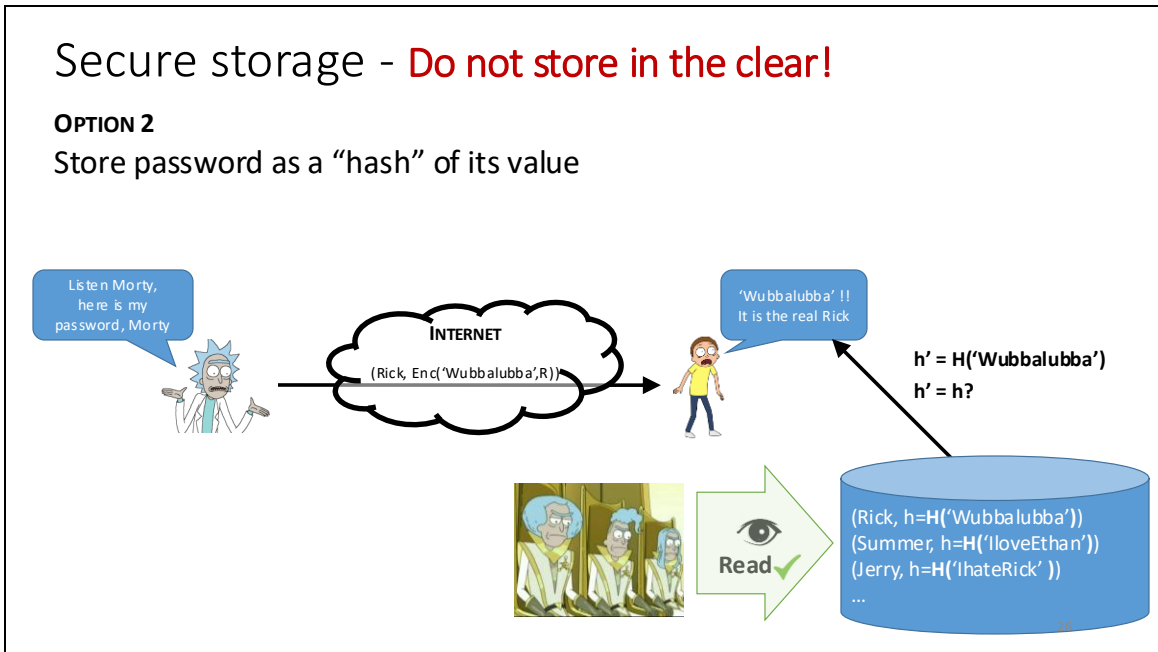 Secure storage - Do not store in the clear!
OPTION 2
Store password as a “hash” of its value
Listen Morty,
here is my
password, Morty
INTERNET
(Rick, Enc(‘Wubbalubba’,R))
‘Wubbalubba’ !!
It is the real Rick
h’ = H(‘Wubbalubba’)
h’ = h?
Read
(Rick, h=H(‘Wubbalubba’))
(Summer, h=H(‘IloveEthan’))
(Jerry, h=H(‘IhateRick’ ))
...